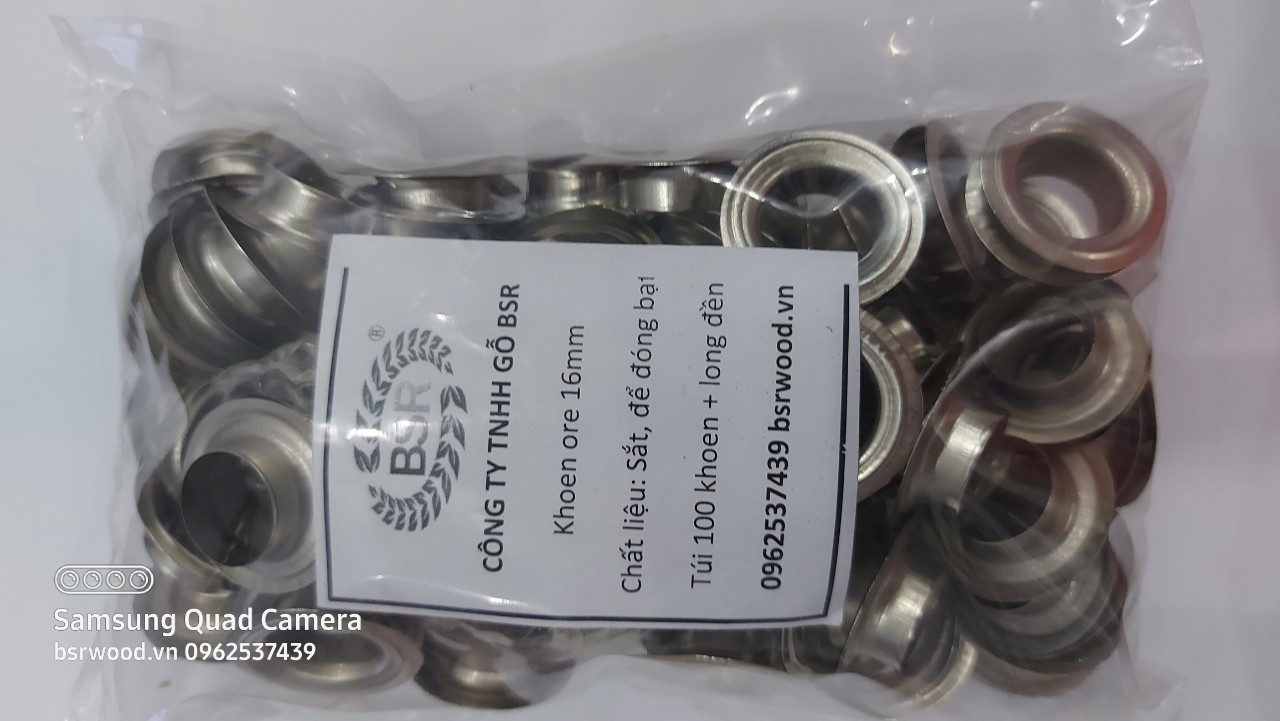 BSR®
CÔNG TY TNHH GỖ BSR
Khoen ore 16mm
Chất liệu: Sắt, để đóng bạt
Túi 100 khoen + long đền
0962537439 bsrwood.vn
Samsung Quad Camera
bsrwood.vn 0962537439